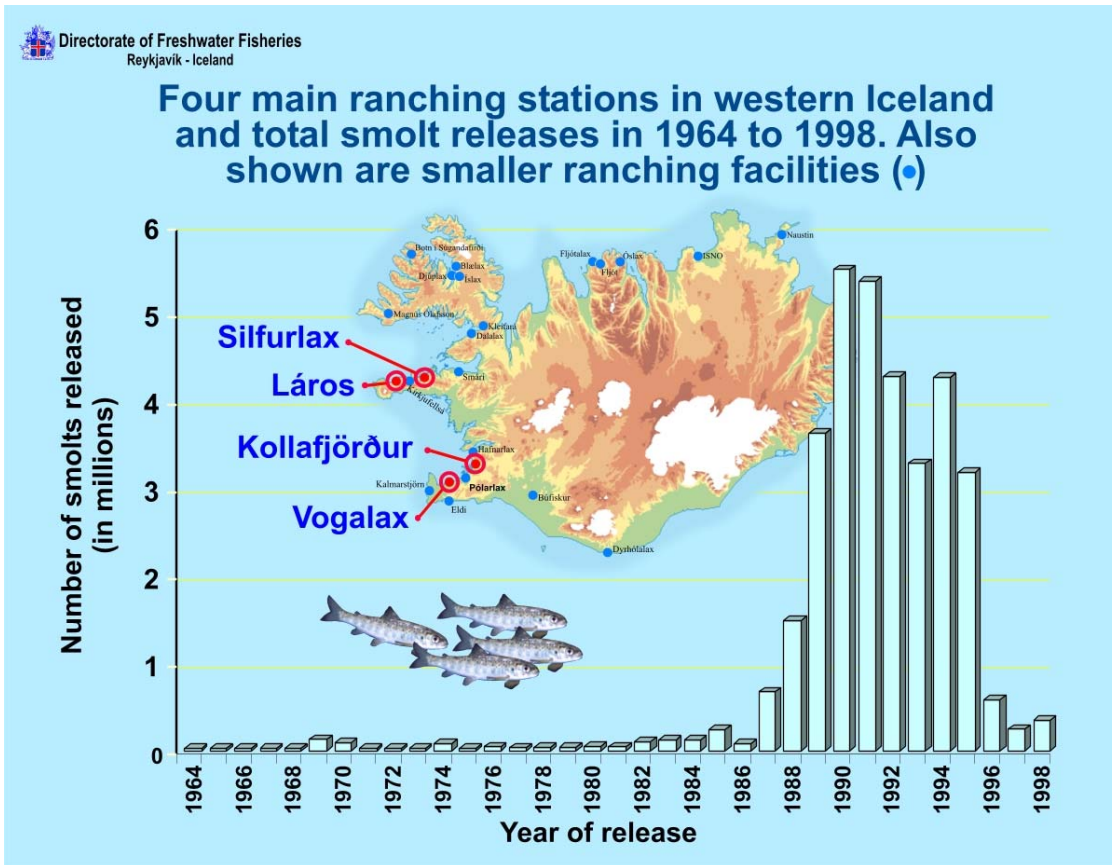 Directorate of Freshwater Fisheries
Reykjavík - Iceland
Four main ranching stations in western Iceland
and total smolt releases in 1964 to 1998. Also
shown are smaller ranching facilities (•)
Number of smolts released
(in millions)
6
5
4
3
2
1
0
Botn í Súgandafirði
Blælax
Djúplax
Íslax
Magnús Ólafsson
Kleifará
Dalalax
Smári
Fljótalax
Fljót
Óslax
ISNO
Naustin
Silfurlax
Láros
Kirkjufellsá
Kollafjörður
Hafnarlax
Pólarlax
Kalmarstjörn
Eldi
Vogalax
Búfiskur
Dyrhólalax
1964
1966
1968
1970
1972
1974
1976
1978
1980
1982
1984
1986
1988
1990
1992
1994
1996
1998
Year of release